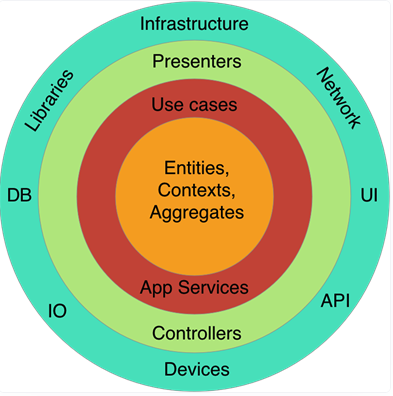 Infrastructure
Presenters
Libraries
Network
Use cases
Entities,
Contexts,
Aggregates
DB
UI
App Services
IO
API
Controllers
Devices